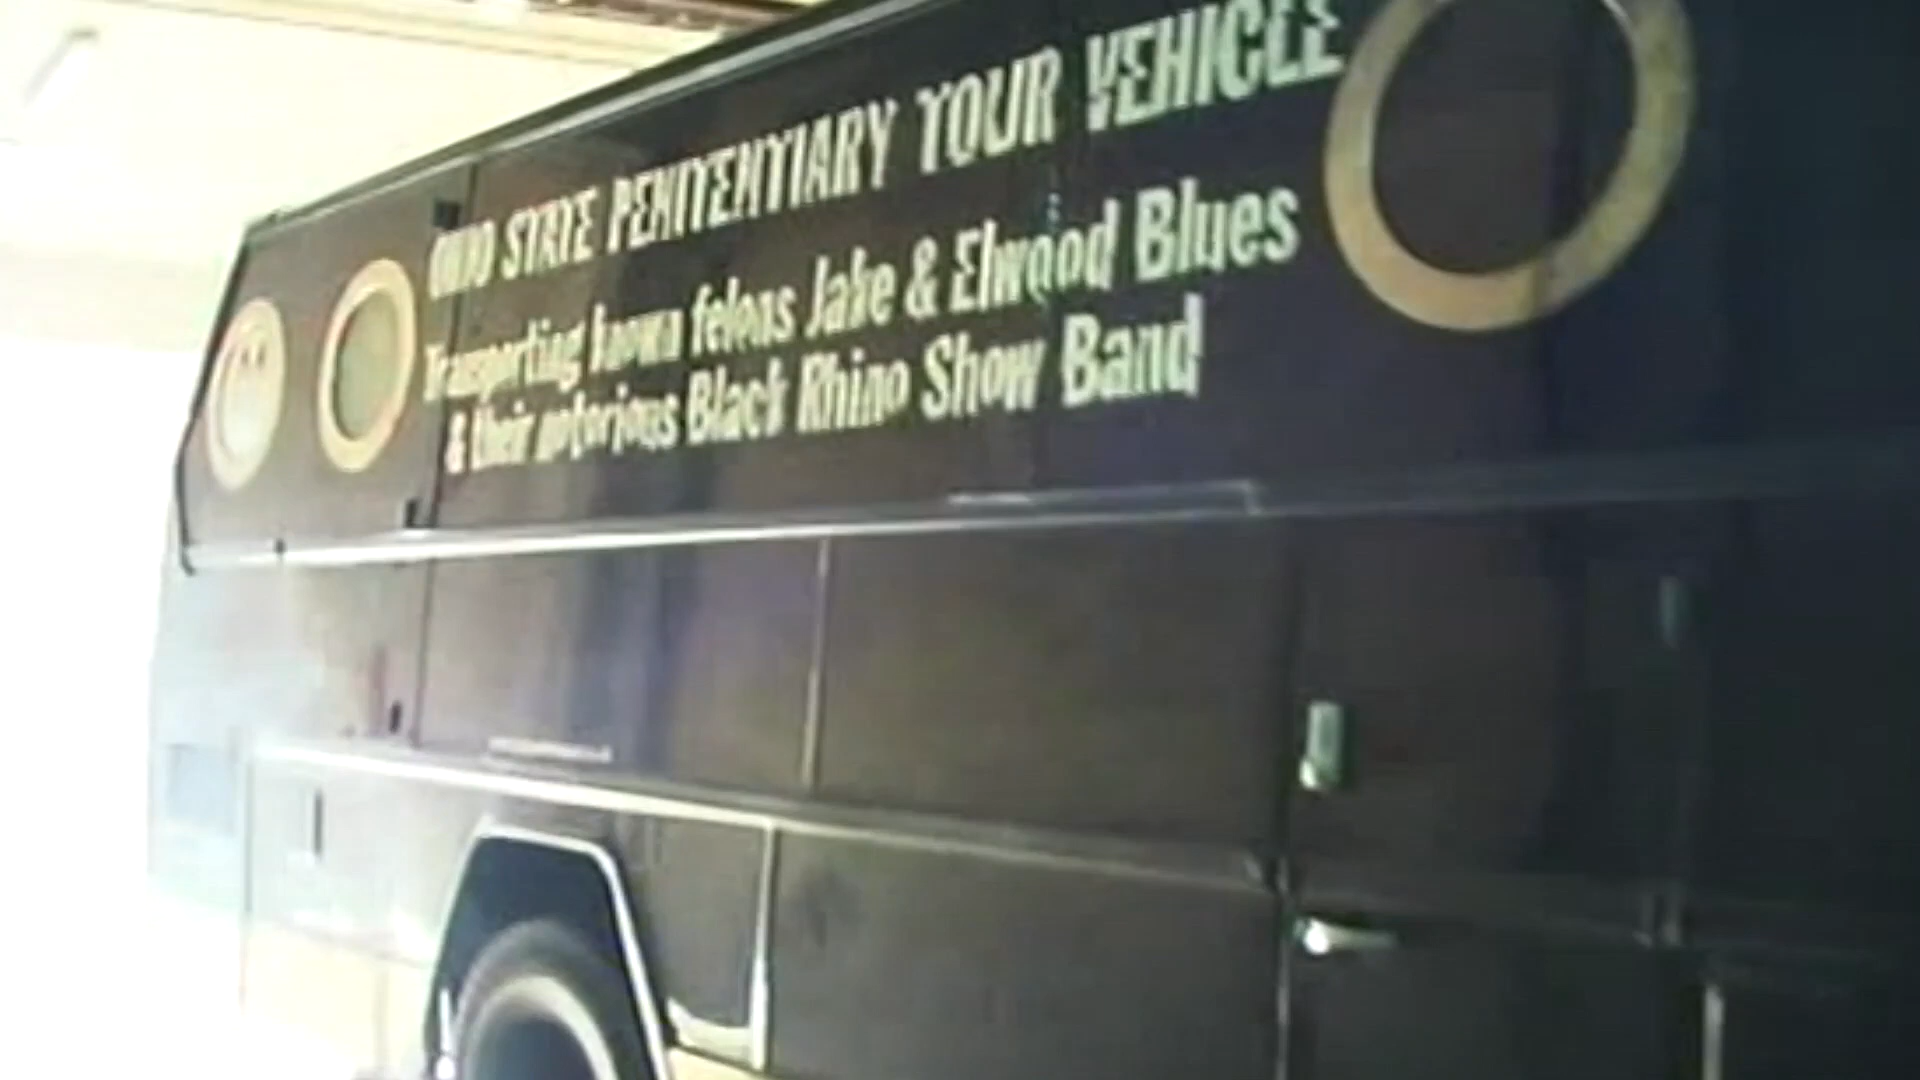 OHIO STATE PENITENTIARY TOUR VEHICLE
Transporting known felons Jake & Elwood Blues
& their notorious Black Rhino Show Band